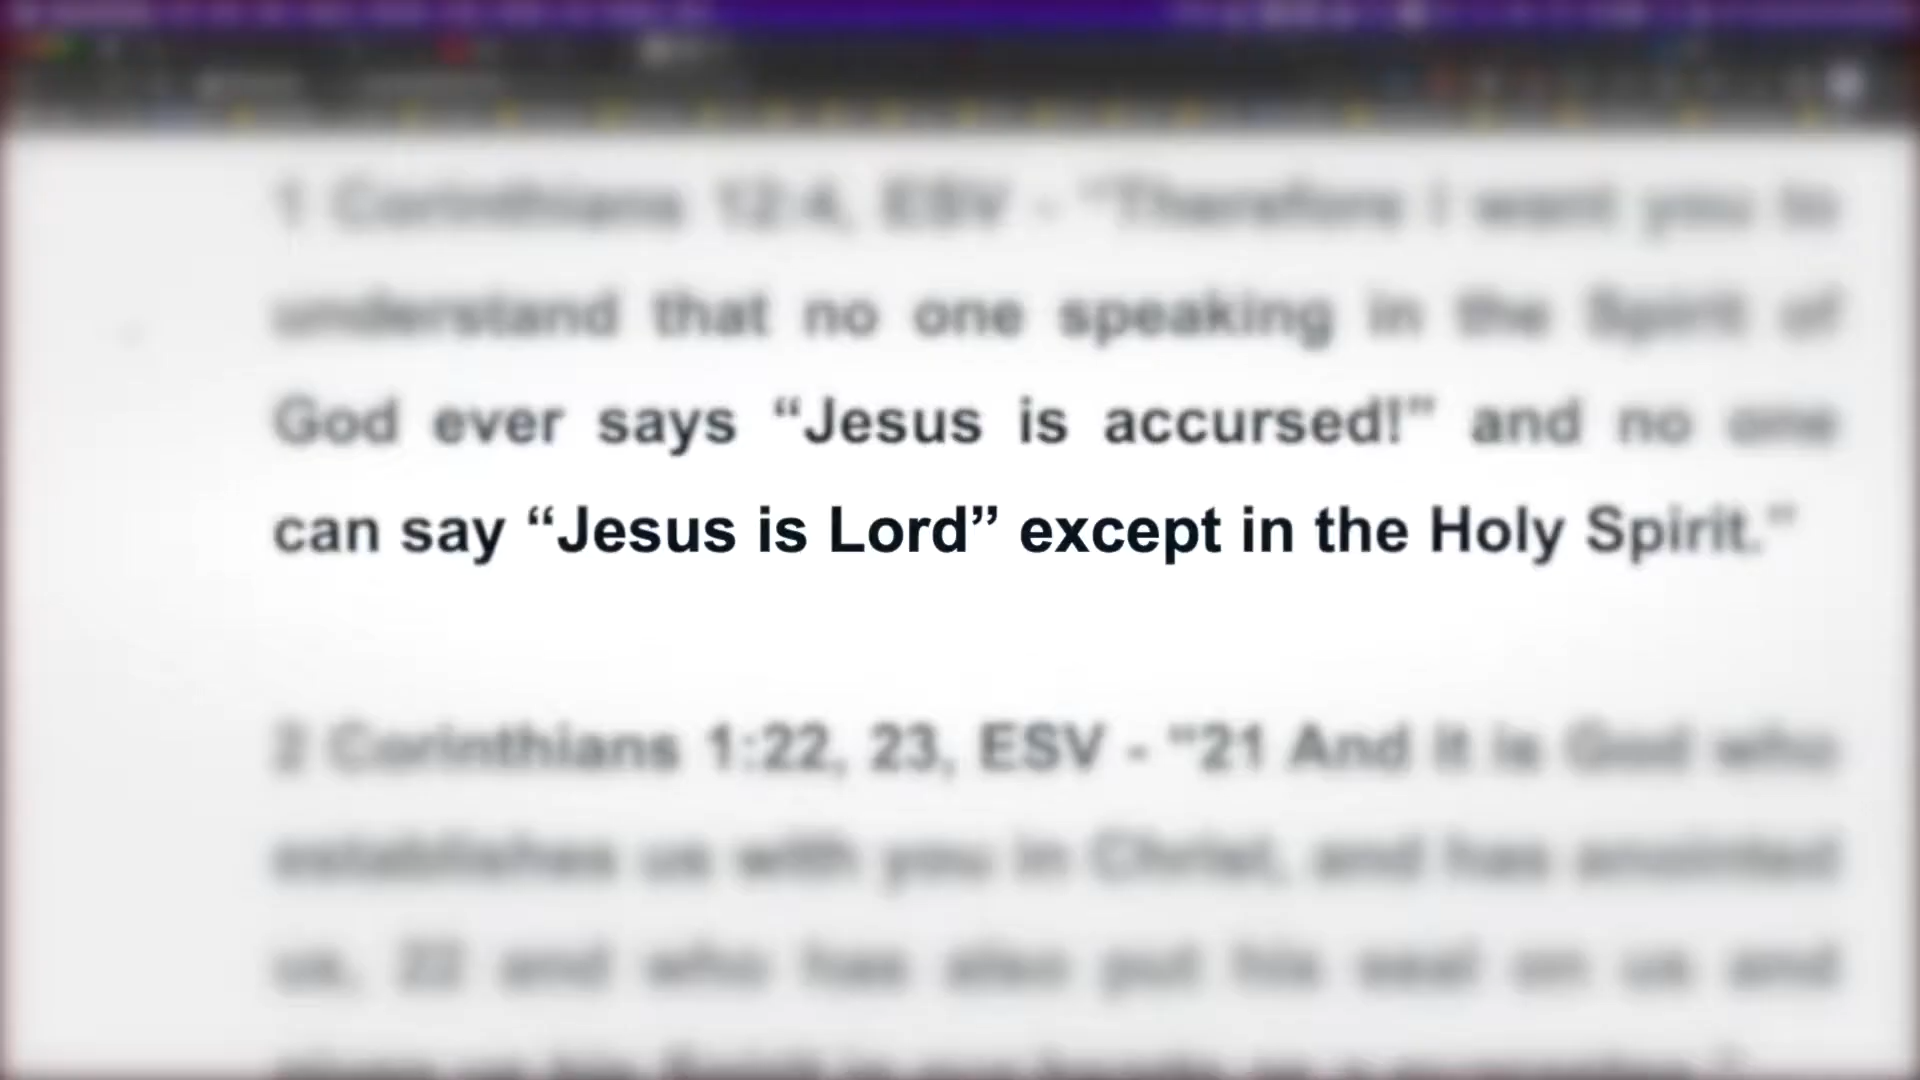 1 Corinthians 12:4, ESV - "Therefore I want you to
understand that no one speaking in the Spirit of
God ever says “Jesus is accursed!” and no one
can say “Jesus is Lord” except in the Holy Spirit.”
2 Corinthians 1:22, 23, ESV - "21 And it is God who
establishes us with you in Christ, and has anointed
us, 22 and who has also put his seal on us and